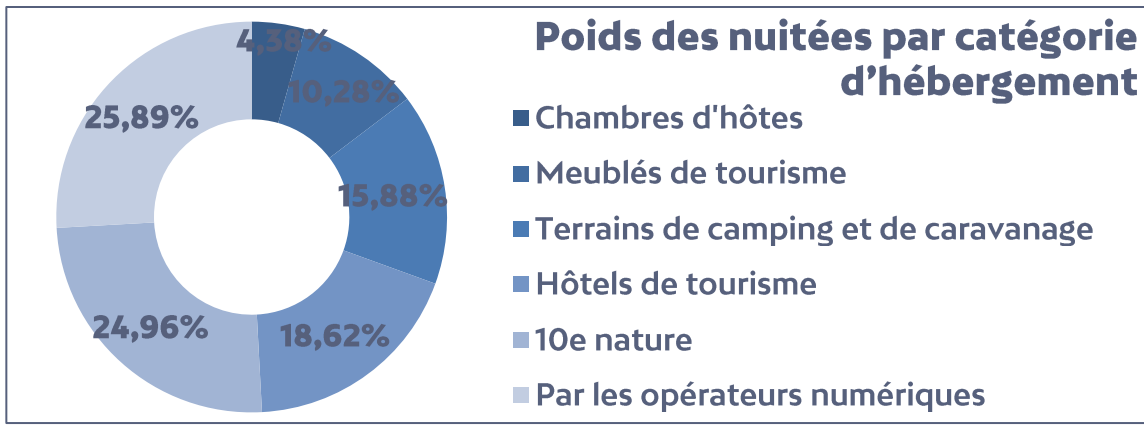 Poids des nuitées par catégorie
d’hébergement
4,38%
10,28%
15,88%
18,62%
24,96%
25,89%
Chambres d'hôtes
Meublés de tourisme
Terrains de camping et de caravanage
Hôtels de tourisme
10e nature
Par les opérateurs numériques